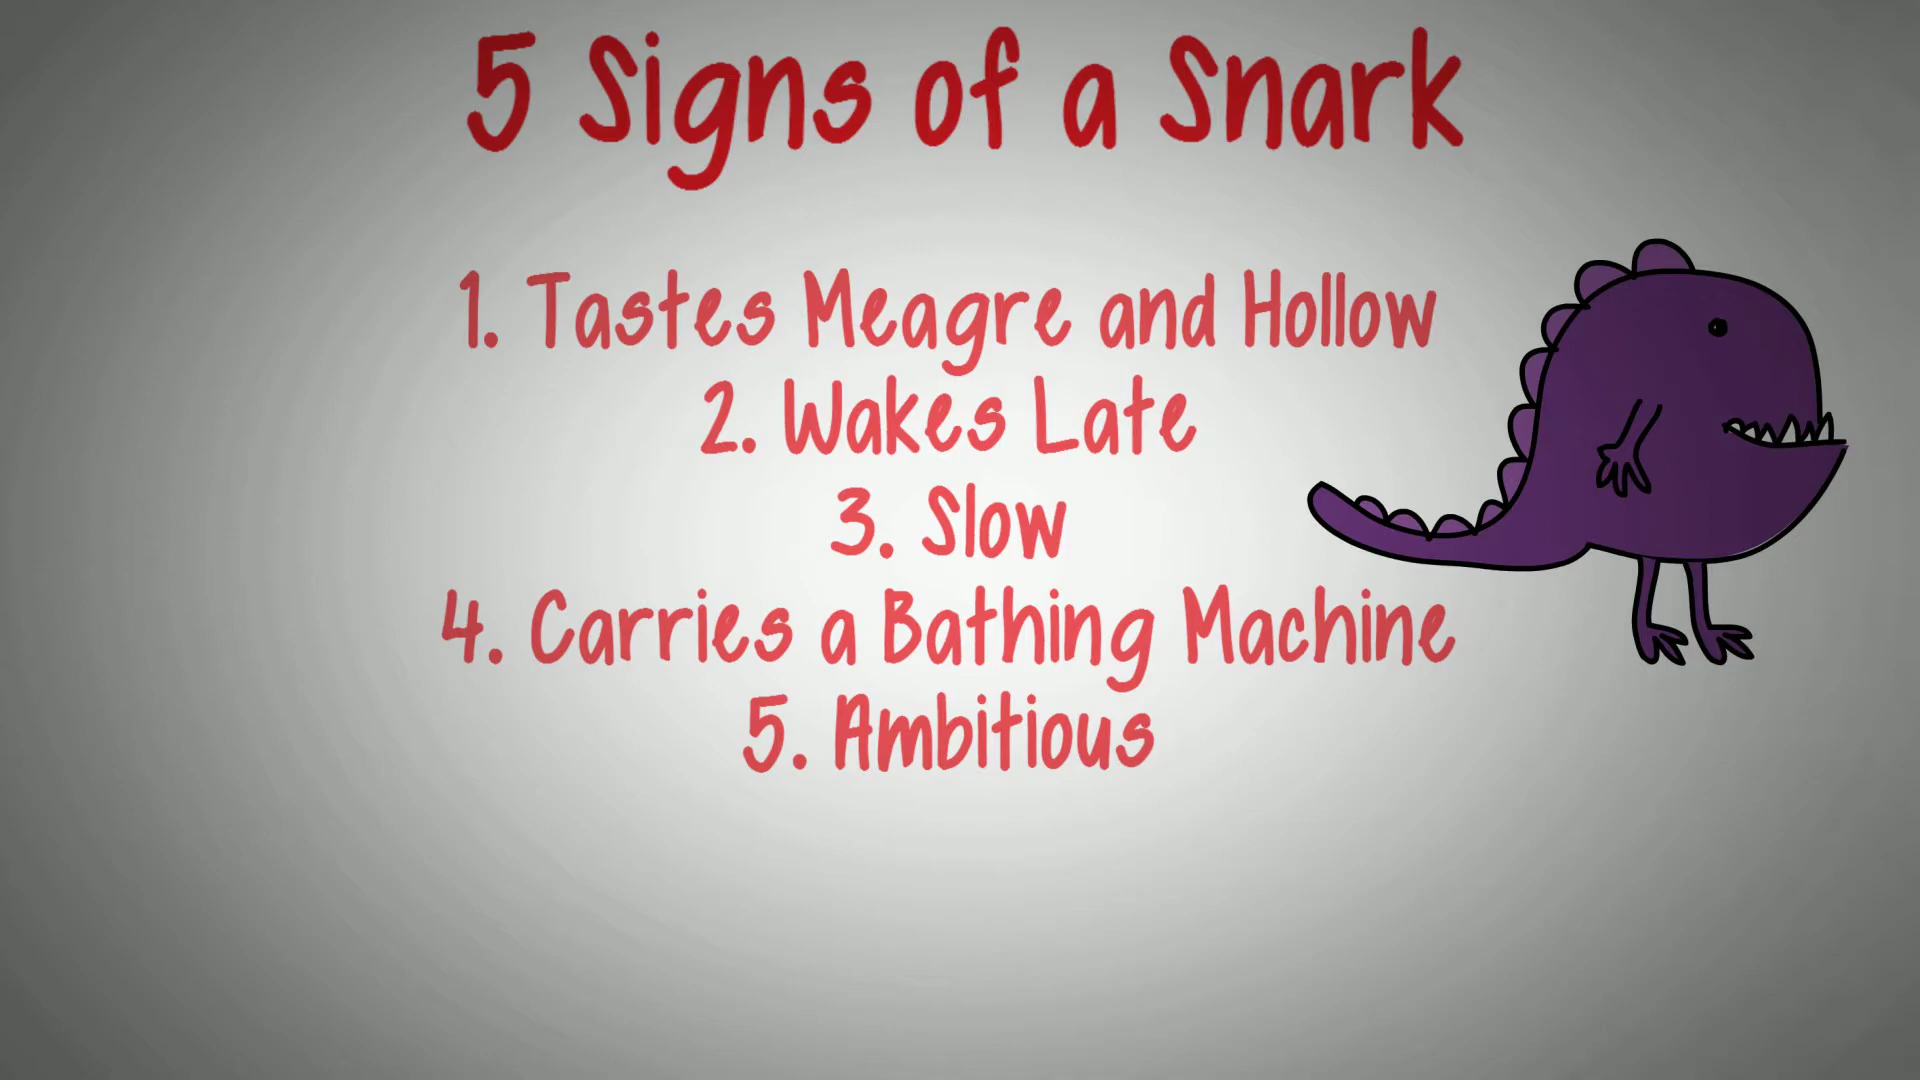 5 Signs of a Snark
1. Tastes Meagre and Hollow
2. Wakes Late
3. Slow
4. Carries a Bathing Machine
5. Ambitious